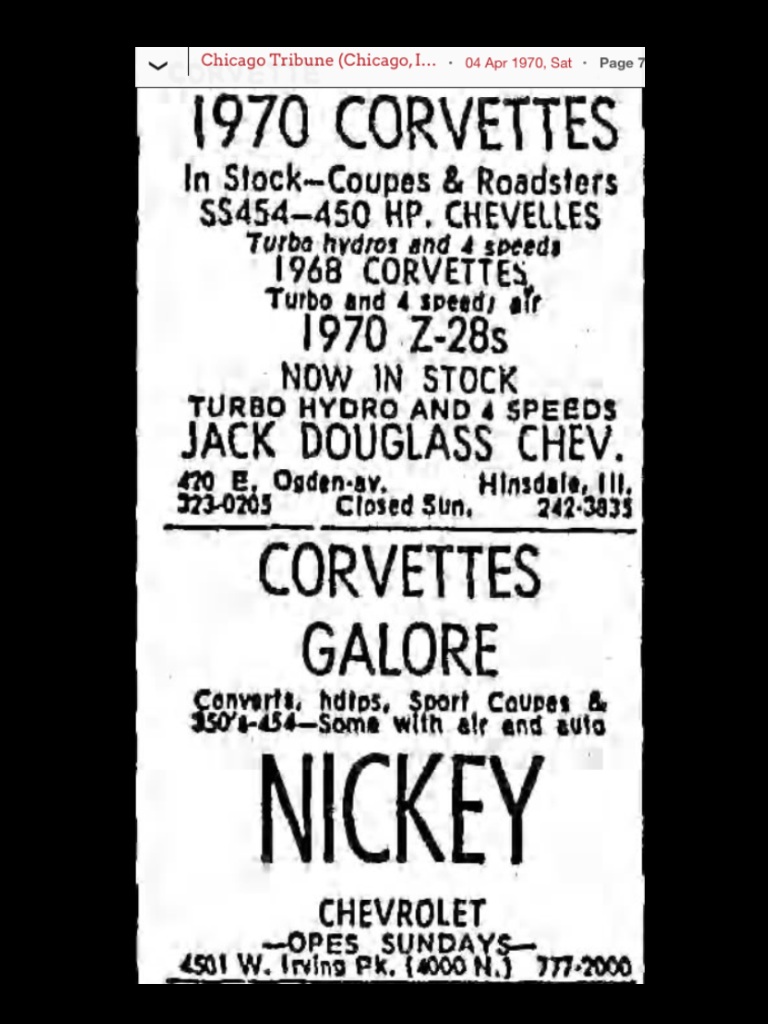 Chicago Tribune (Chicago, I... · 04 Apr 1970, Sat · Page 7
1970 CORVETTES
In Stock—Coupes & Roadsters
SS454—450 HP. CHEVELLES
Turbo hydros and 4 speeds
1968 CORVETTES,
Turbo and 4 speeds air
1970 Z-28s
NOW IN STOCK
TURBO HYDRO AND 4 SPEEDS
JACK DOUGLASS CHEV.
420 E. Ogden-av. Hinsdale, Ill.
323-0205 Closed Sun. 242-3835
CORVETTES
GALORE
Converts, hdtps, Sport Coupes &
350's-454—Some with air and auto
NICKEY
CHEVROLET
—OPES SUNDAYS—
4501 W. Irving Pk. (4000 N.) 777-2000